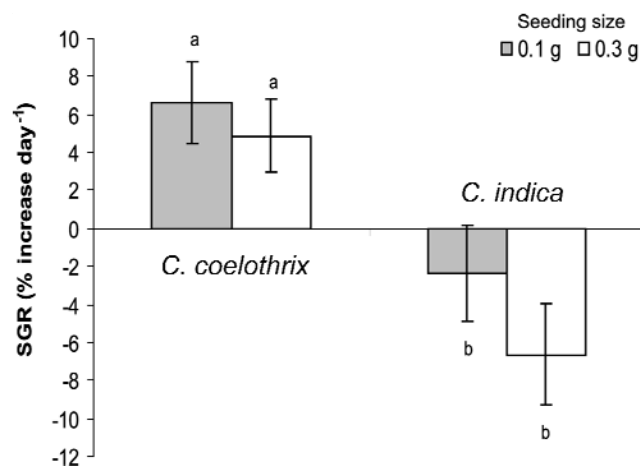 Seeding size
0.1 g 0.3 g
SGR (% increase day⁻¹)
10
8
6
4
2
0
-2
-4
-6
-8
-10
-12
a
a
C. indica
C. coelothrix
b
b